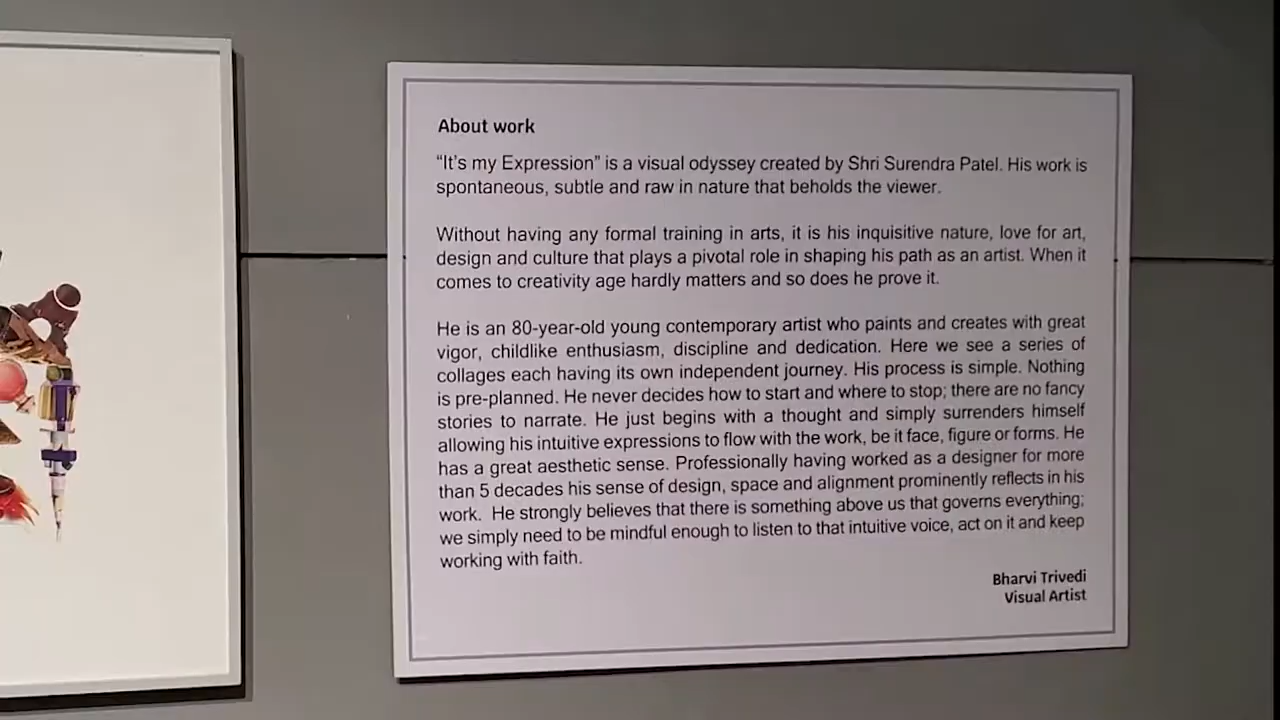 About work
“It’s my Expression” is a visual odyssey created by Shri Surendra Patel. His work is
spontaneous, subtle and raw in nature that beholds the viewer.
Without having any formal training in arts, it is his inquisitive nature, love for art,
design and culture that plays a pivotal role in shaping his path as an artist. When it
comes to creativity age hardly matters and so does he prove it.
He is an 80-year-old young contemporary artist who paints and creates with great
vigor, childlike enthusiasm, discipline and dedication. Here we see a series of
collages each having its own independent journey. His process is simple. Nothing
is pre-planned. He never decides how to start and where to stop; there are no fancy
stories to narrate. He just begins with a thought and simply surrenders himself
allowing his intuitive expressions to flow with the work, be it face, figure or forms. He
has a great aesthetic sense. Professionally having worked as a designer for more
than 5 decades his sense of design, space and alignment prominently reflects in his
work. He strongly believes that there is something above us that governs everything;
we simply need to be mindful enough to listen to that intuitive voice, act on it and keep
working with faith.
Bharvi Trivedi
Visual Artist